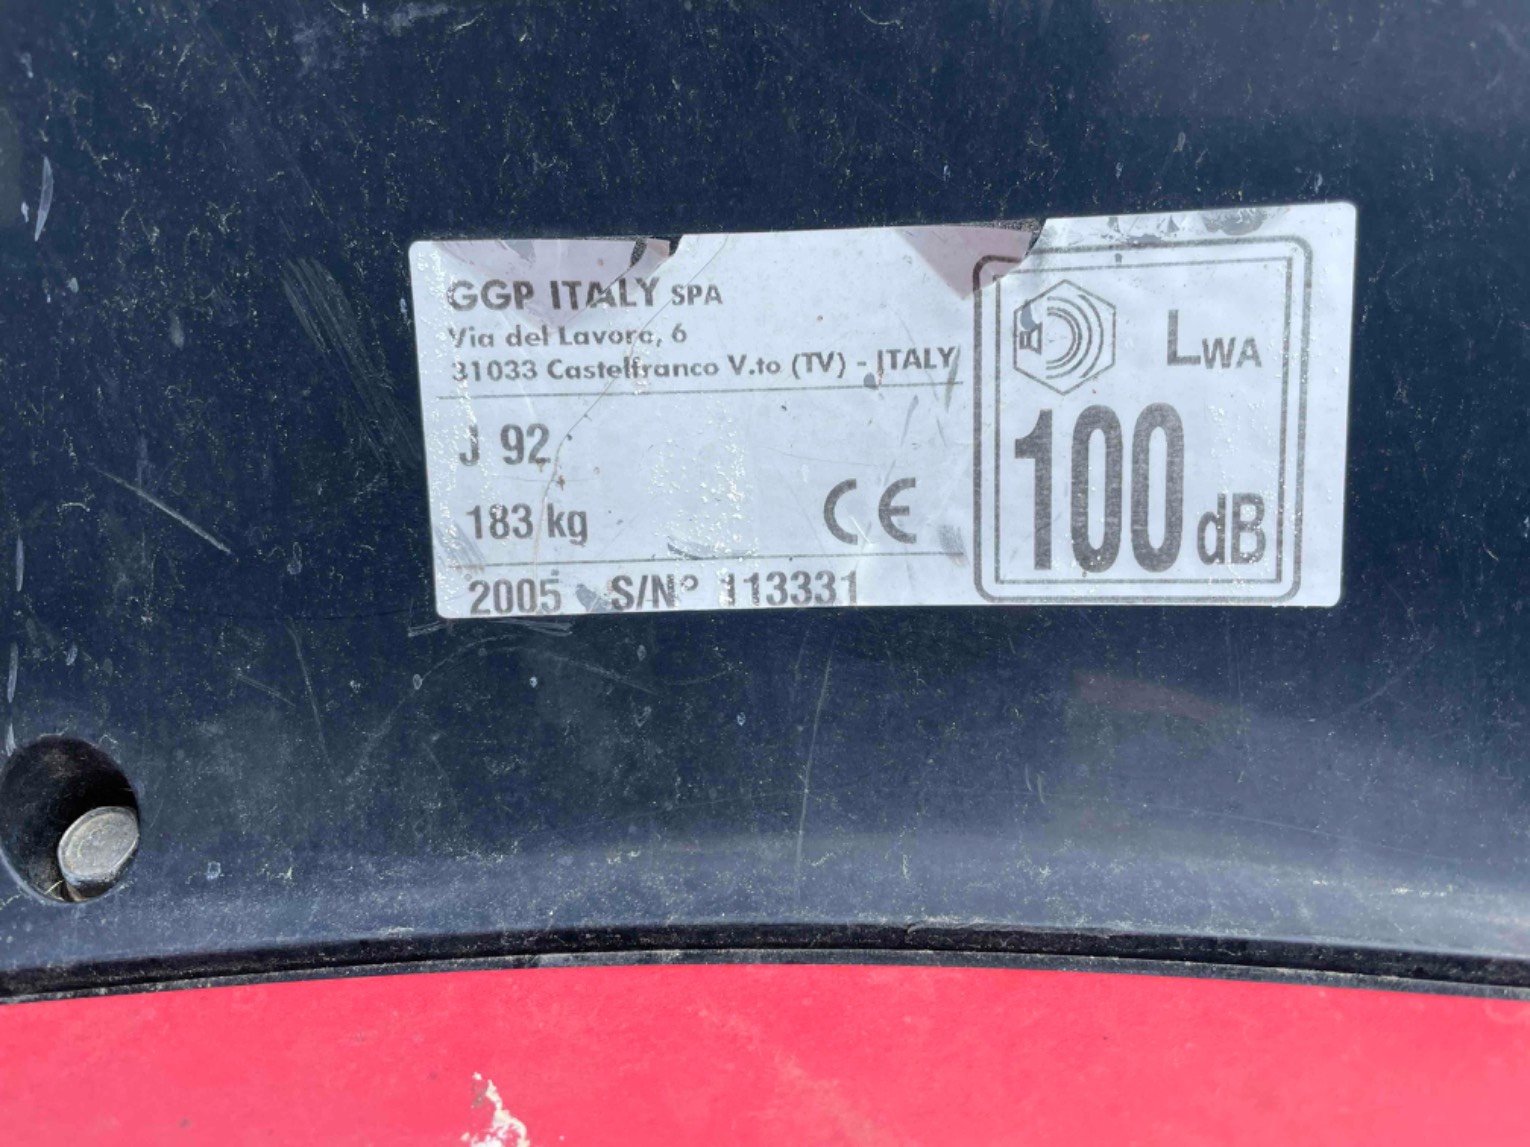 GGP ITALY SPA
Via del Lavoro, 6
31033 Castelfranco V.to (TV) - ITALY
J 92
183 kg
CE
2005 S/N° 113331
LWA
100 dB